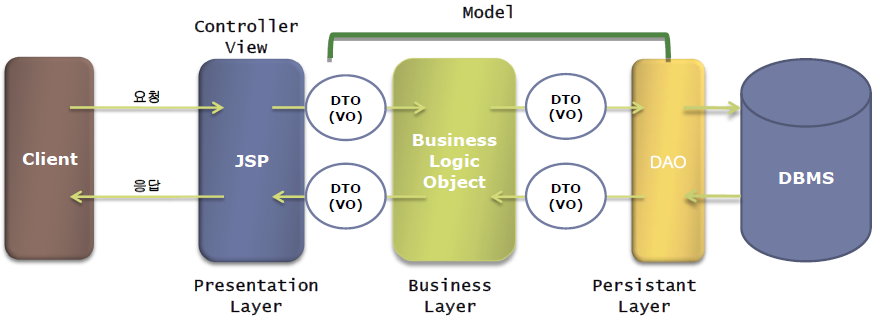 Model
Controller
View
요청
DTO
(VO)
DTO
(VO)
Client
JSP
Business
Logic
Object
DAO
DBMS
응답
DTO
(VO)
DTO
(VO)
Presentation
Layer
Business
Layer
Persistant
Layer